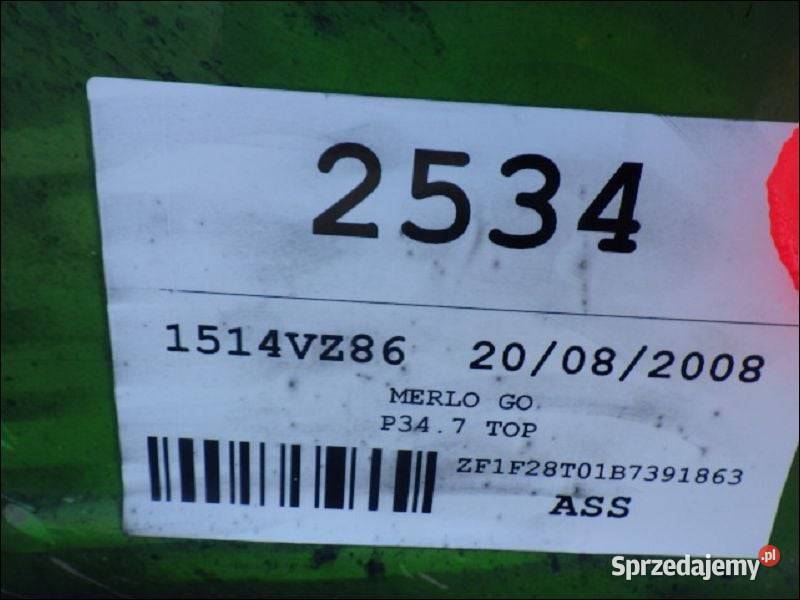 2534
1514VZ86 20/08/2008
MERLO GO
P34.7 TOP
ZF1F28T01B7391863
ASS
Sprzedajemy.pl